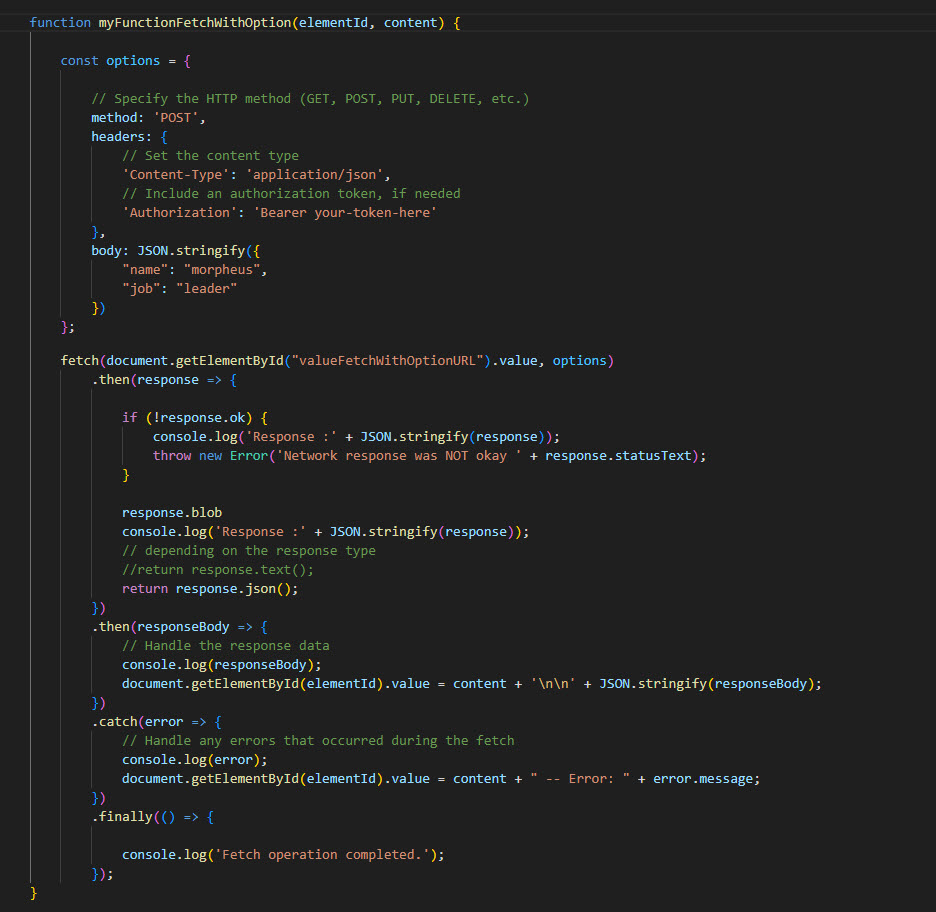 function myFunctionFetchWithOption(elementId, content) {
const options = {
// Specify the HTTP method (GET, POST, PUT, DELETE, etc.)
method: 'POST',
headers: {
// Set the content type
'Content-Type': 'application/json',
// Include an authorization token, if needed
'Authorization': 'Bearer your-token-here'
},
body: JSON.stringify({
"name": "morpheus",
"job": "leader"
})
};
fetch(document.getElementById("valueFetchWithOptionURL").value, options)
.then(response => {
if (!response.ok) {
console.log('Response :' + JSON.stringify(response));
throw new Error('Network response was NOT okay ' + response.statusText);
}
response.blob
console.log('Response :' + JSON.stringify(response));
// depending on the response type
//return response.text();
return response.json();
})
.then(responseBody => {
// Handle the response data
console.log(responseBody);
document.getElementById(elementId).value = content + '\n\n' + JSON.stringify(responseBody);
})
.catch(error => {
// Handle any errors that occurred during the fetch
console.log(error);
document.getElementById(elementId).value = content + " -- Error: " + error.message;
})
.finally(() => {
console.log('Fetch operation completed.');
});
}